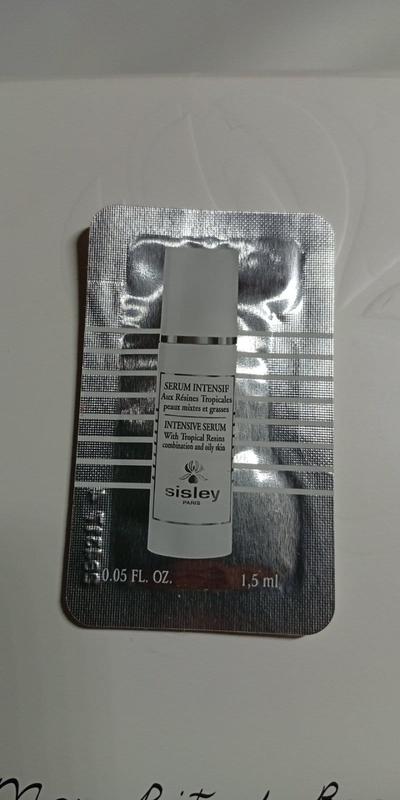 SERUM INTENSIF
Aux Résines Tropicales
peaux mixtes et grasses
INTENSIVE SERUM
With Tropical Resins
combination and oily skin
sisley
PARIS
0.05 FL. OZ. 1,5 ml